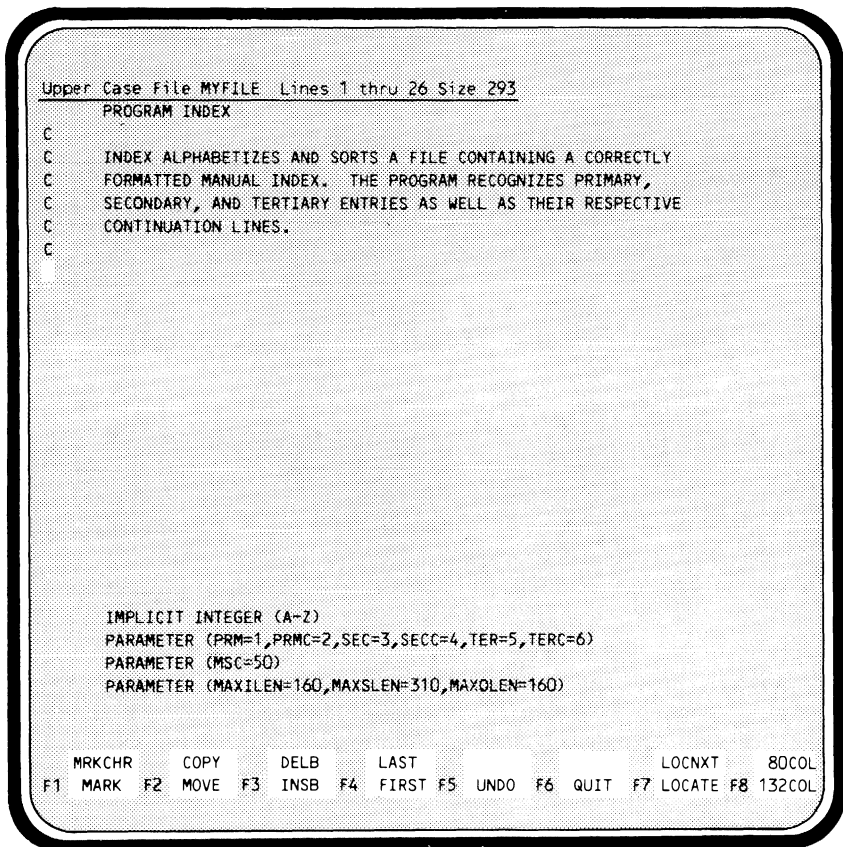 Upper Case File MYFILE  Lines 1 thru 26 Size 293
PROGRAM INDEX
C
C     INDEX ALPHABETIZES AND SORTS A FILE CONTAINING A CORRECTLY
C     FORMATTED MANUAL INDEX.  THE PROGRAM RECOGNIZES PRIMARY,
C     SECONDARY, AND TERTIARY ENTRIES AS WELL AS THEIR RESPECTIVE
C     CONTINUATION LINES.
C
IMPLICIT INTEGER (A-Z)
PARAMETER (PRM=1,PRMC=2,SEC=3,SECC=4,TER=5,TERC=6)
PARAMETER (MSC=50)
PARAMETER (MAXILEN=160,MAXSLEN=310,MAXOLEN=160)
MRKCHR COPY DELB LAST LOCNXT 80COL
F1 MARK F2 MOVE F3 INSB F4 FIRST F5 UNDO F6 QUIT F7 LOCATE F8 132COL